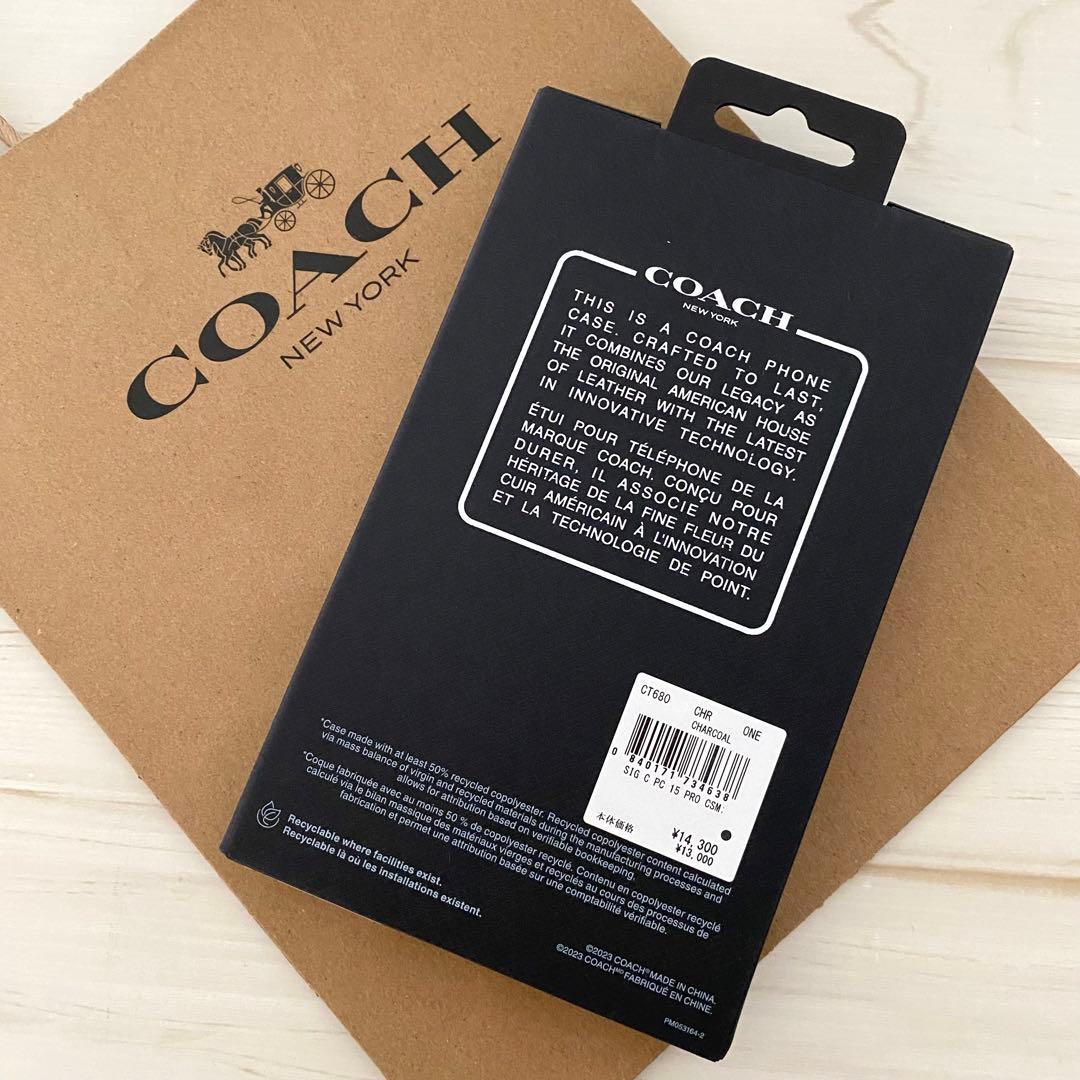 COACH
NEW YORK
COACH
NEW YORK
THIS IS A COACH PHONE
CASE. CRAFTED TO LAST,
IT COMBINES OUR LEGACY AS
THE ORIGINAL AMERICAN HOUSE
OF LEATHER WITH THE LATEST
IN INNOVATIVE TECHNOLOGY.
ÉTUI POUR TÉLÉPHONE DE LA
MARQUE COACH. CONÇU POUR
DURER, IL ASSOCIE NOTRE
HÉRITAGE DE LA FINE FLEUR DU
CUIR AMÉRICAIN À L'INNOVATION
ET LA TECHNOLOGIE DE POINT.
CT680 CHR ONE
CHARCOAL
0 840171 734638
SIG C PC 15 PRO CSM:
本体価格 ¥14,300
¥13,000
*Case made with at least 50% recycled copolyester. Recycled copolyester content calculated
via mass balance of virgin and recycled materials during the manufacturing processes and
allows for attribution based on verifiable bookkeeping.
*Coque fabriquée avec au moins 50 % de copolyester recyclé. Contenu en copolyester recyclé
calculé via le bilan massique des matériaux vierges et recyclés au cours des processus de
fabrication et permet une attribution basée sur une comptabilité vérifiable.
Recyclable where facilities exist.
Recyclable là où les installations existent.
©2023 COACH® MADE IN CHINA.
©2023 COACHᴹᴰ FABRIQUÉ EN CHINE.
PM053164-2